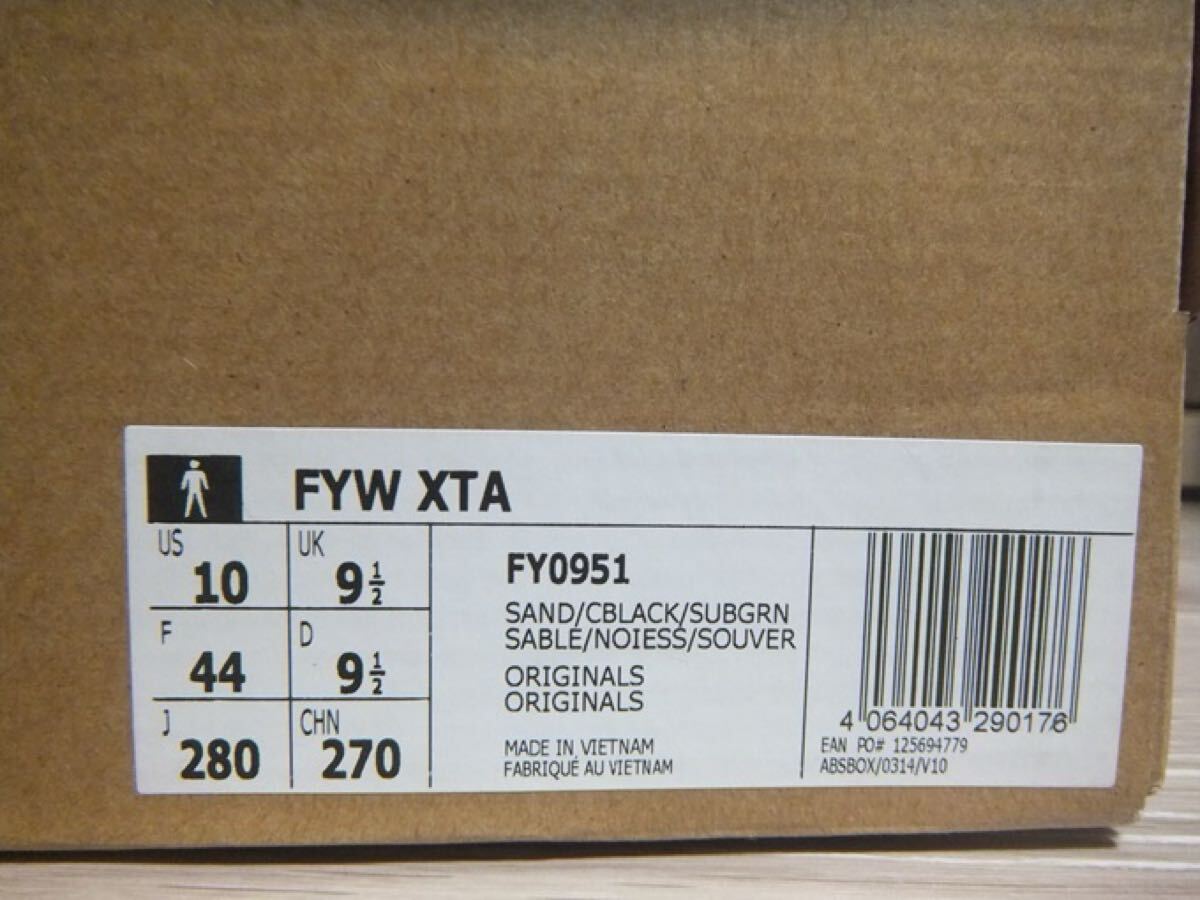 FYW XTA
US 10 UK 9 1/2
F 44 D 9 1/2
J 280 CHN 270
FY0951
SAND/CBLACK/SUBGRN
SABLE/NOIESS/SOUVER
ORIGINALS
ORIGINALS
MADE IN VIETNAM
FABRIQUÉ AU VIETNAM
4 064043 290176
EAN PO# 125694779
ABSBOX/0314/V10